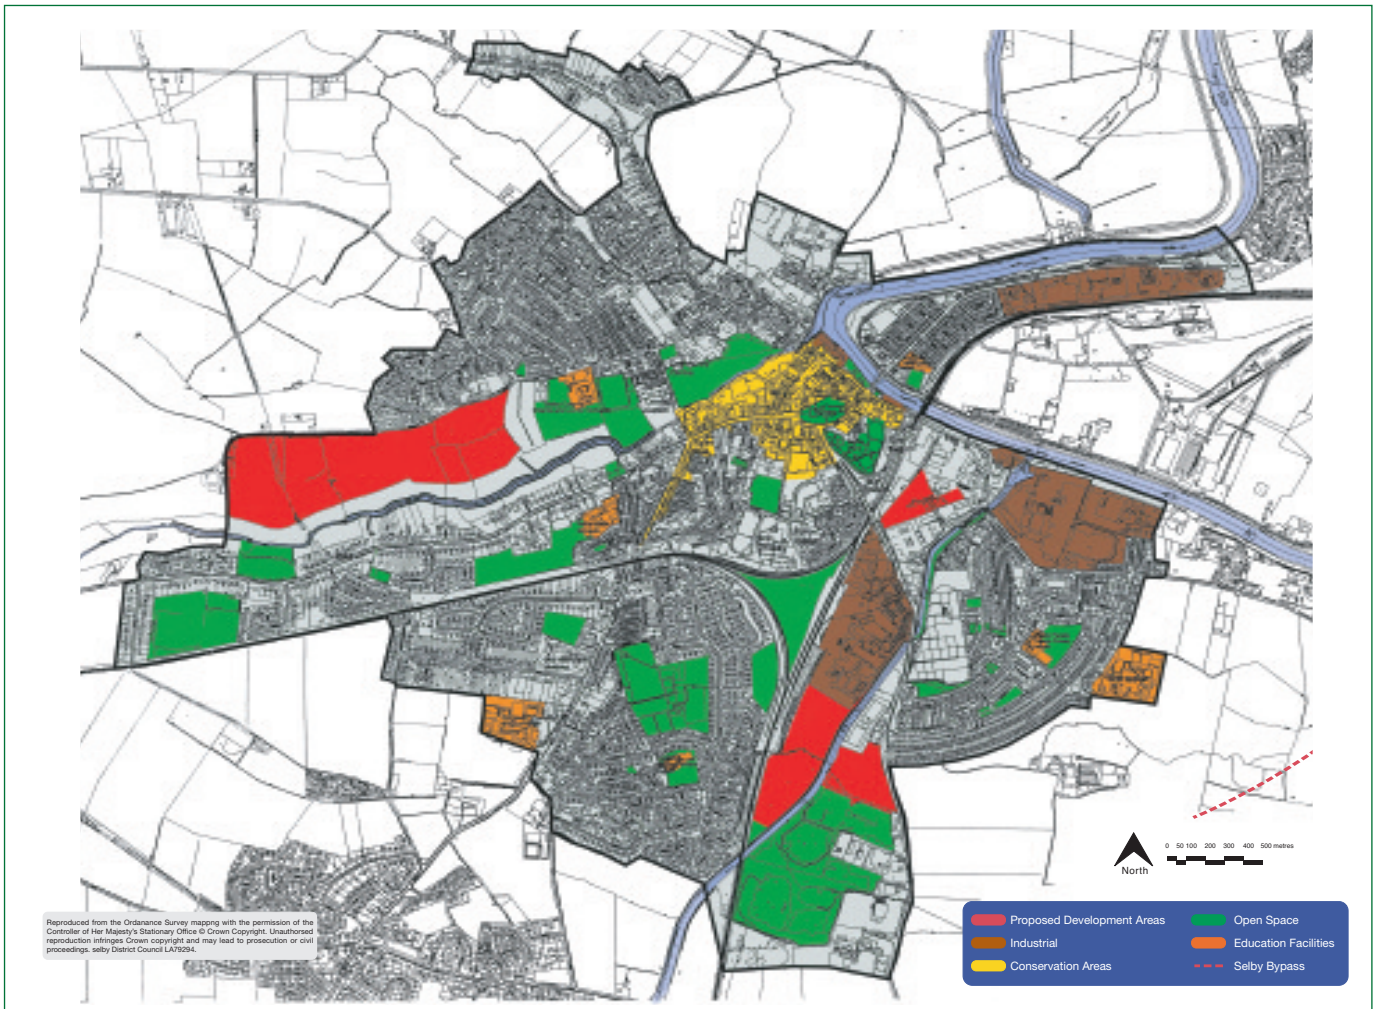 0 50 100 200 300 400 500 metres
North
Reproduced from the Ordanance Survey mappng with the permission of the
Controller of Her Majesty's Stationary Office © Crown Copyright. Unauthorsed
reproduction infringes Crown copyright and may lead to prosecution or civil
proceedings. selby District Council LA79294.
Proposed Development Areas
Open Space
Industrial
Education Facilities
Conservation Areas
Selby Bypass